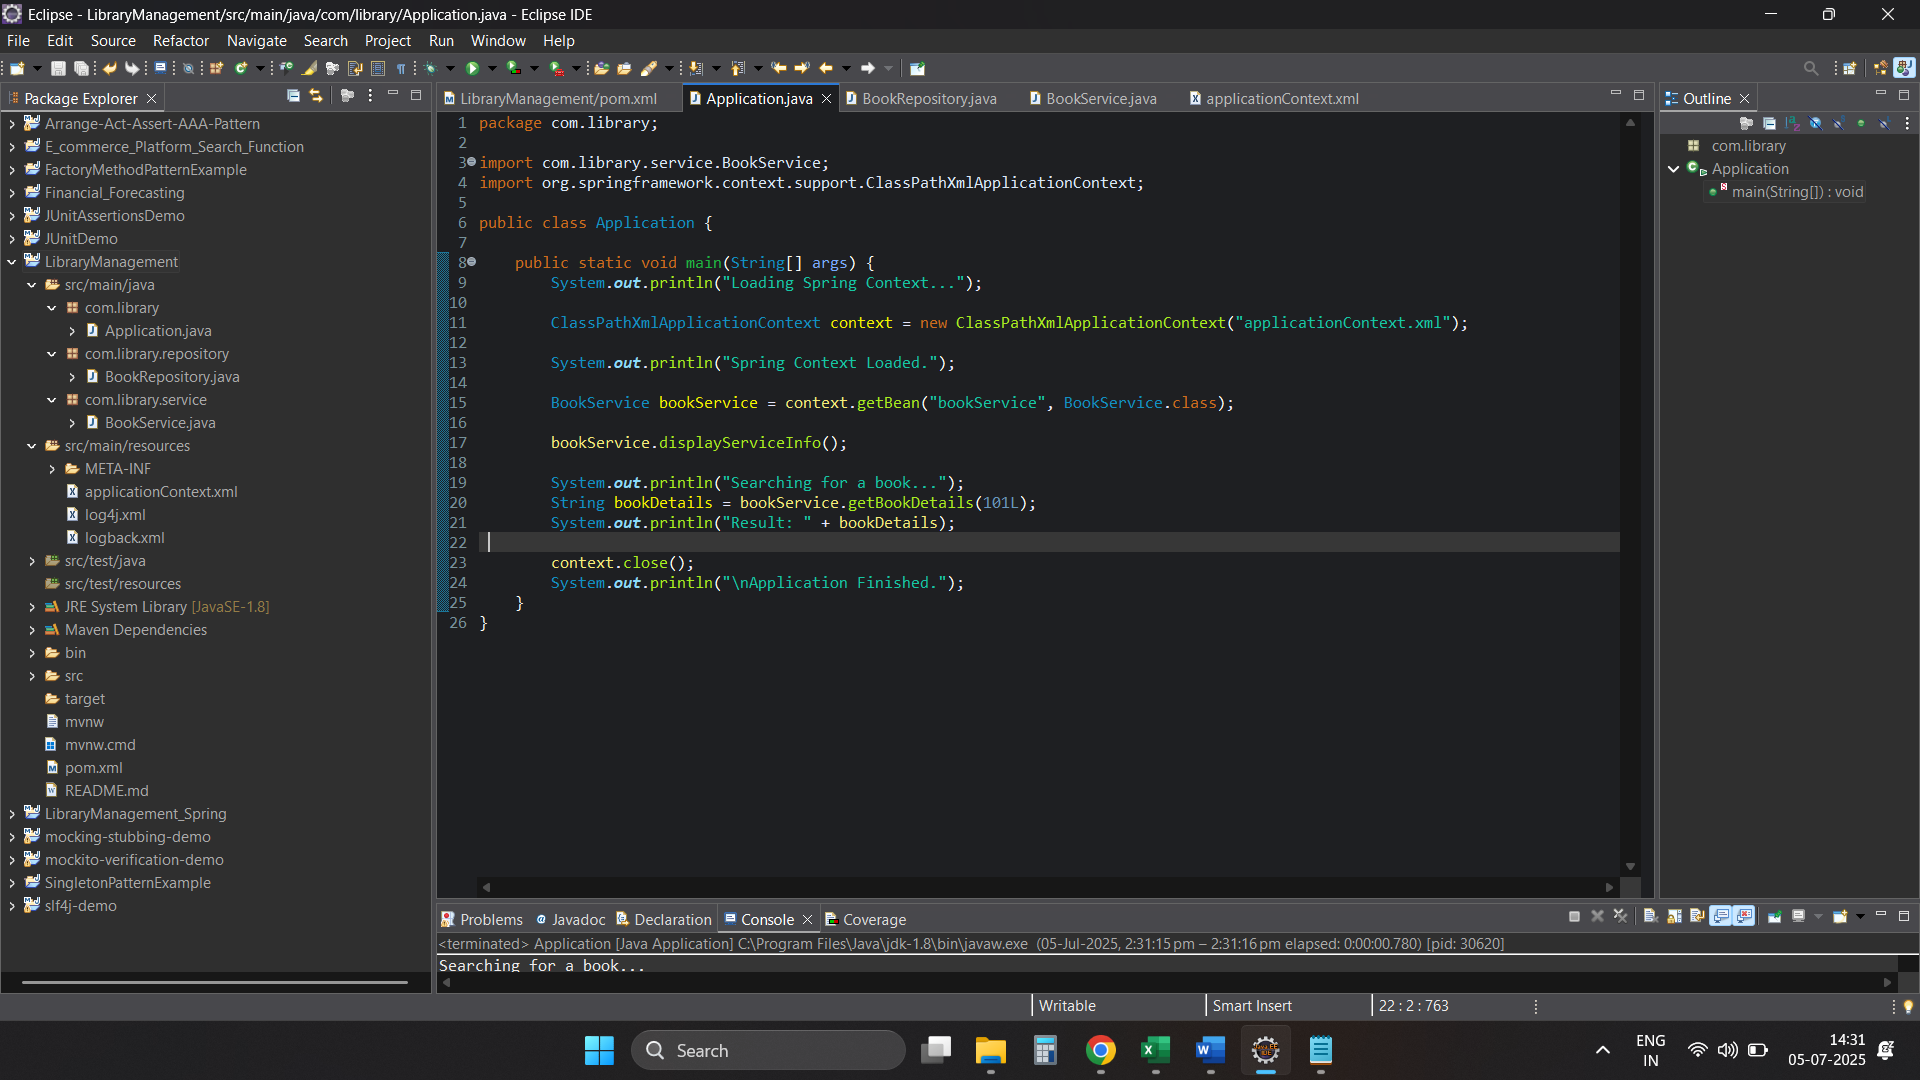 Eclipse - LibraryManagement/src/main/java/com/library/Application.java - Eclipse IDE
File Edit Source Refactor Navigate Search Project Run Window Help
Package Explorer
Arrange-Act-Assert-AAA-Pattern
E_commerce_Platform_Search_Function
FactoryMethodPatternExample
Financial_Forecasting
JUnitAssertionsDemo
JUnitDemo
LibraryManagement
src/main/java
com.library
Application.java
com.library.repository
BookRepository.java
com.library.service
BookService.java
src/main/resources
META-INF
applicationContext.xml
log4j.xml
logback.xml
src/test/java
src/test/resources
JRE System Library [JavaSE-1.8]
Maven Dependencies
bin
src
target
mvnw
mvnw.cmd
pom.xml
README.md
LibraryManagement_Spring
mocking-stubbing-demo
mockito-verification-demo
SingletonPatternExample
slf4j-demo
LibraryManagement/pom.xml Application.java BookRepository.java BookService.java applicationContext.xml
1 package com.library;
2
3 import com.library.service.BookService;
4 import org.springframework.context.support.ClassPathXmlApplicationContext;
5
6 public class Application {
7
8 public static void main(String[] args) {
9 System.out.println("Loading Spring Context...");
10
11 ClassPathXmlApplicationContext context = new ClassPathXmlApplicationContext("applicationContext.xml");
12
13 System.out.println("Spring Context Loaded.");
14
15 BookService bookService = context.getBean("bookService", BookService.class);
16
17 bookService.displayServiceInfo();
18
19 System.out.println("Searching for a book...");
20 String bookDetails = bookService.getBookDetails(101L);
21 System.out.println("Result: " + bookDetails);
22
23 context.close();
24 System.out.println("\nApplication Finished.");
25 }
26 }
Outline
com.library
Application
main(String[]) : void
Problems Javadoc Declaration Console Coverage
<terminated> Application [Java Application] C:\Program Files\Java\jdk-1.8\bin\javaw.exe (05-Jul-2025, 2:31:15 pm – 2:31:16 pm elapsed: 0:00:00.780) [pid: 30620]
Searching for a book...
Writable Smart Insert 22 : 2 : 763
Search
ENG
IN
14:31
05-07-2025